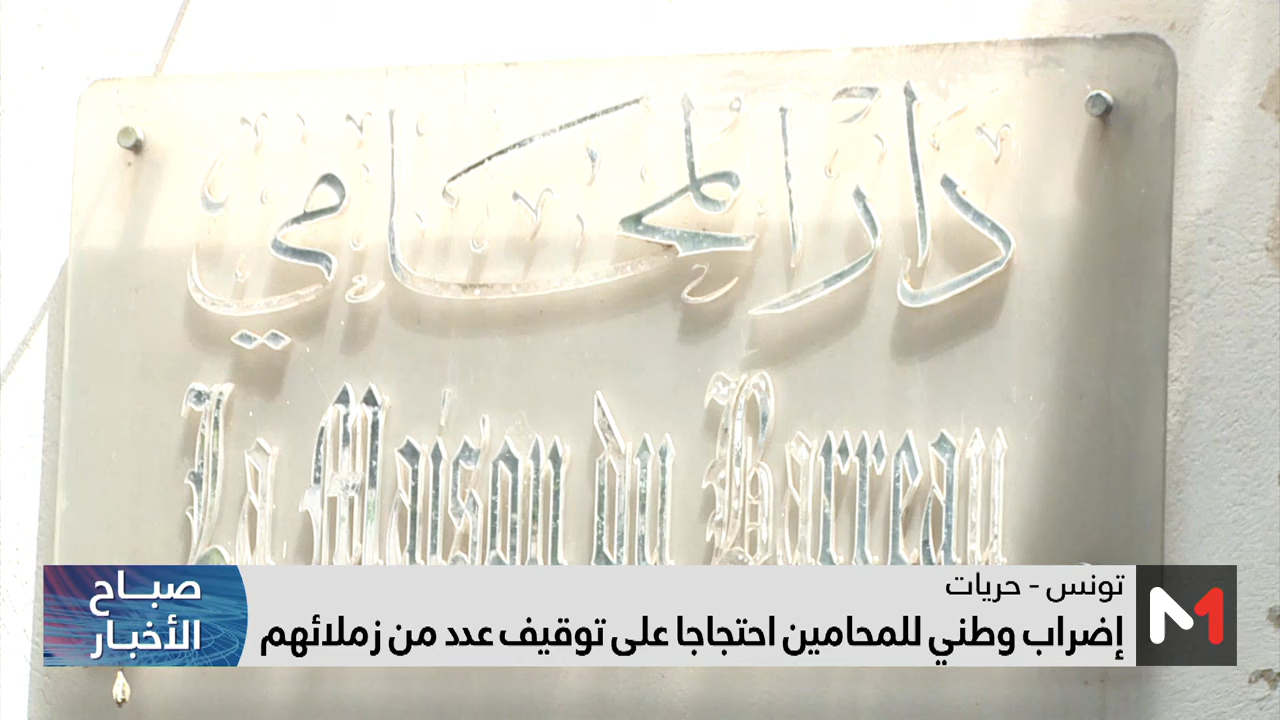 دار المحامي
La Maison du Barreau
تونس - حريات
إضراب وطني للمحامين احتجاجا على توقيف عدد من زملائهم
صباح
الأخبار
M1